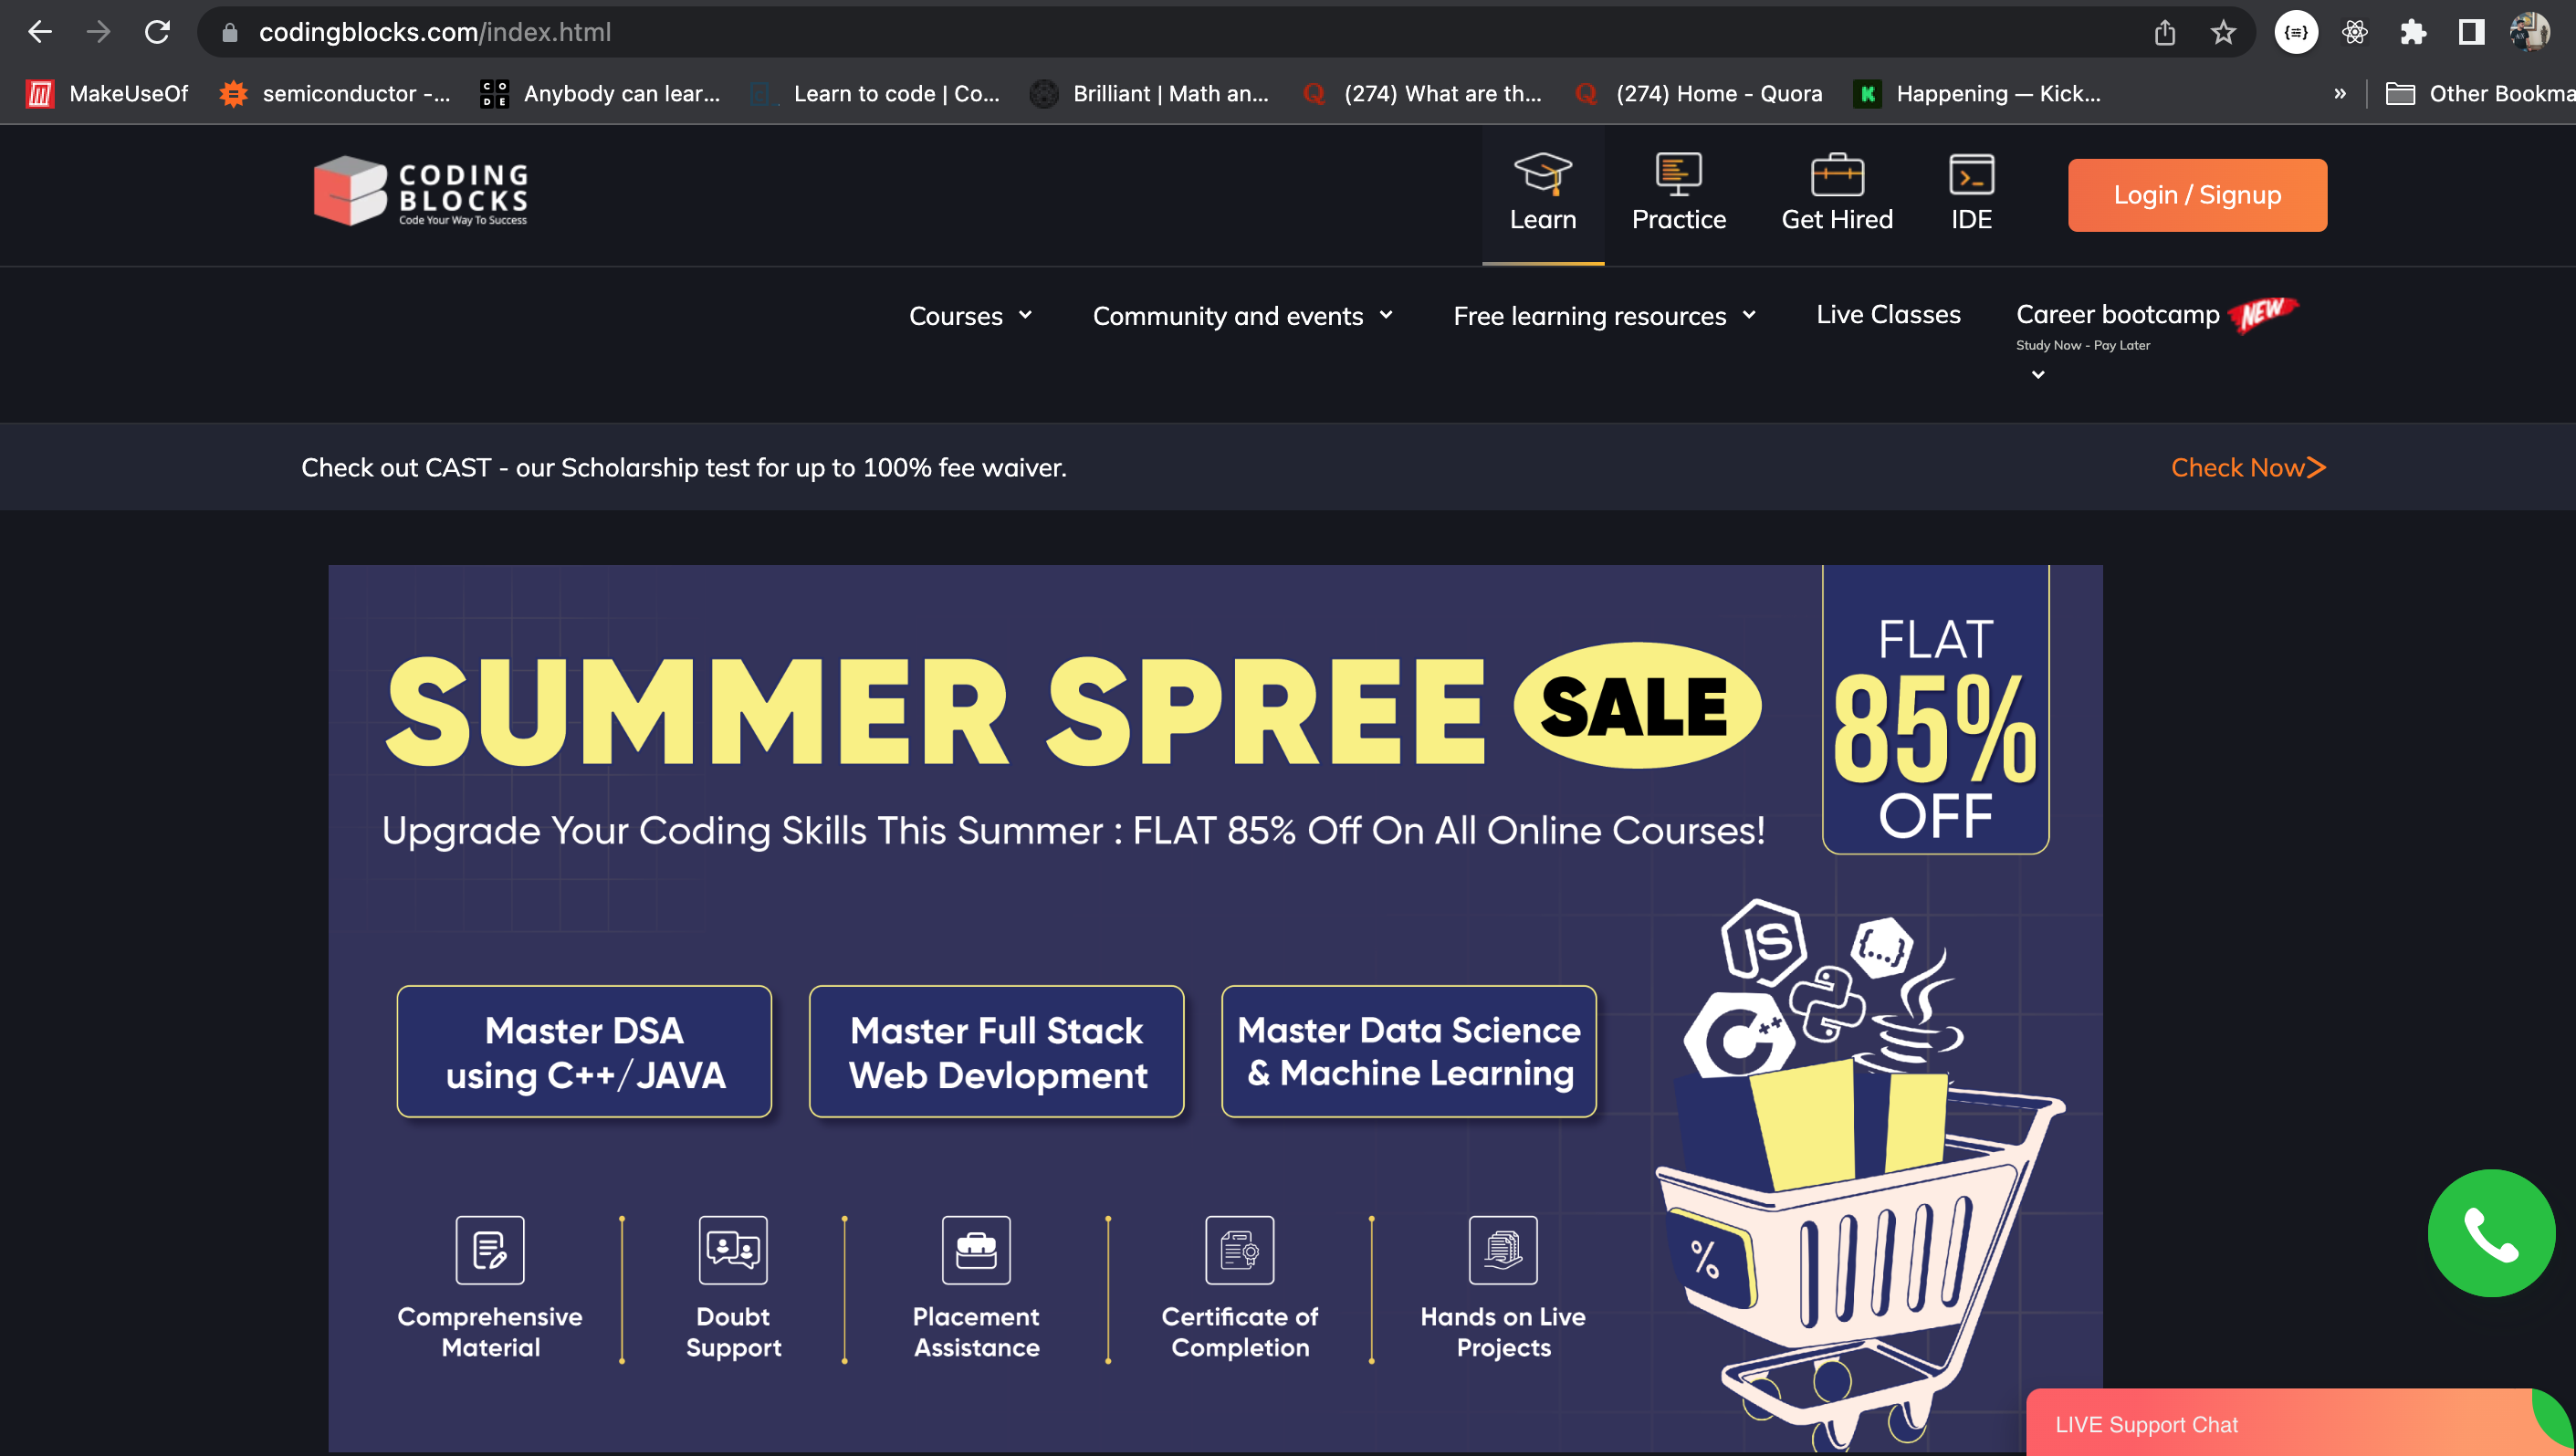 codingblocks.com/index.html
MakeUseOf
semiconductor -...
CODE
Anybody can lear...
Learn to code | Co...
Brilliant | Math an...
(274) What are th...
(274) Home - Quora
Happening — Kick...
»
Other Bookma
CODING
BLOCKS
Code Your Way To Success
Learn
Practice
Get Hired
IDE
Login / Signup
Courses
Community and events
Free learning resources
Live Classes
Career bootcamp NEW
Study Now - Pay Later
Check out CAST - our Scholarship test for up to 100% fee waiver.
Check Now>
SUMMER SPREE SALE
FLAT
85%
OFF
Upgrade Your Coding Skills This Summer : FLAT 85% Off On All Online Courses!
JS
{...}
C++
Master DSA
using C++/JAVA
Master Full Stack
Web Devlopment
Master Data Science
& Machine Learning
%
Comprehensive
Material
Doubt
Support
Placement
Assistance
Certificate of
Completion
Hands on Live
Projects
LIVE Support Chat